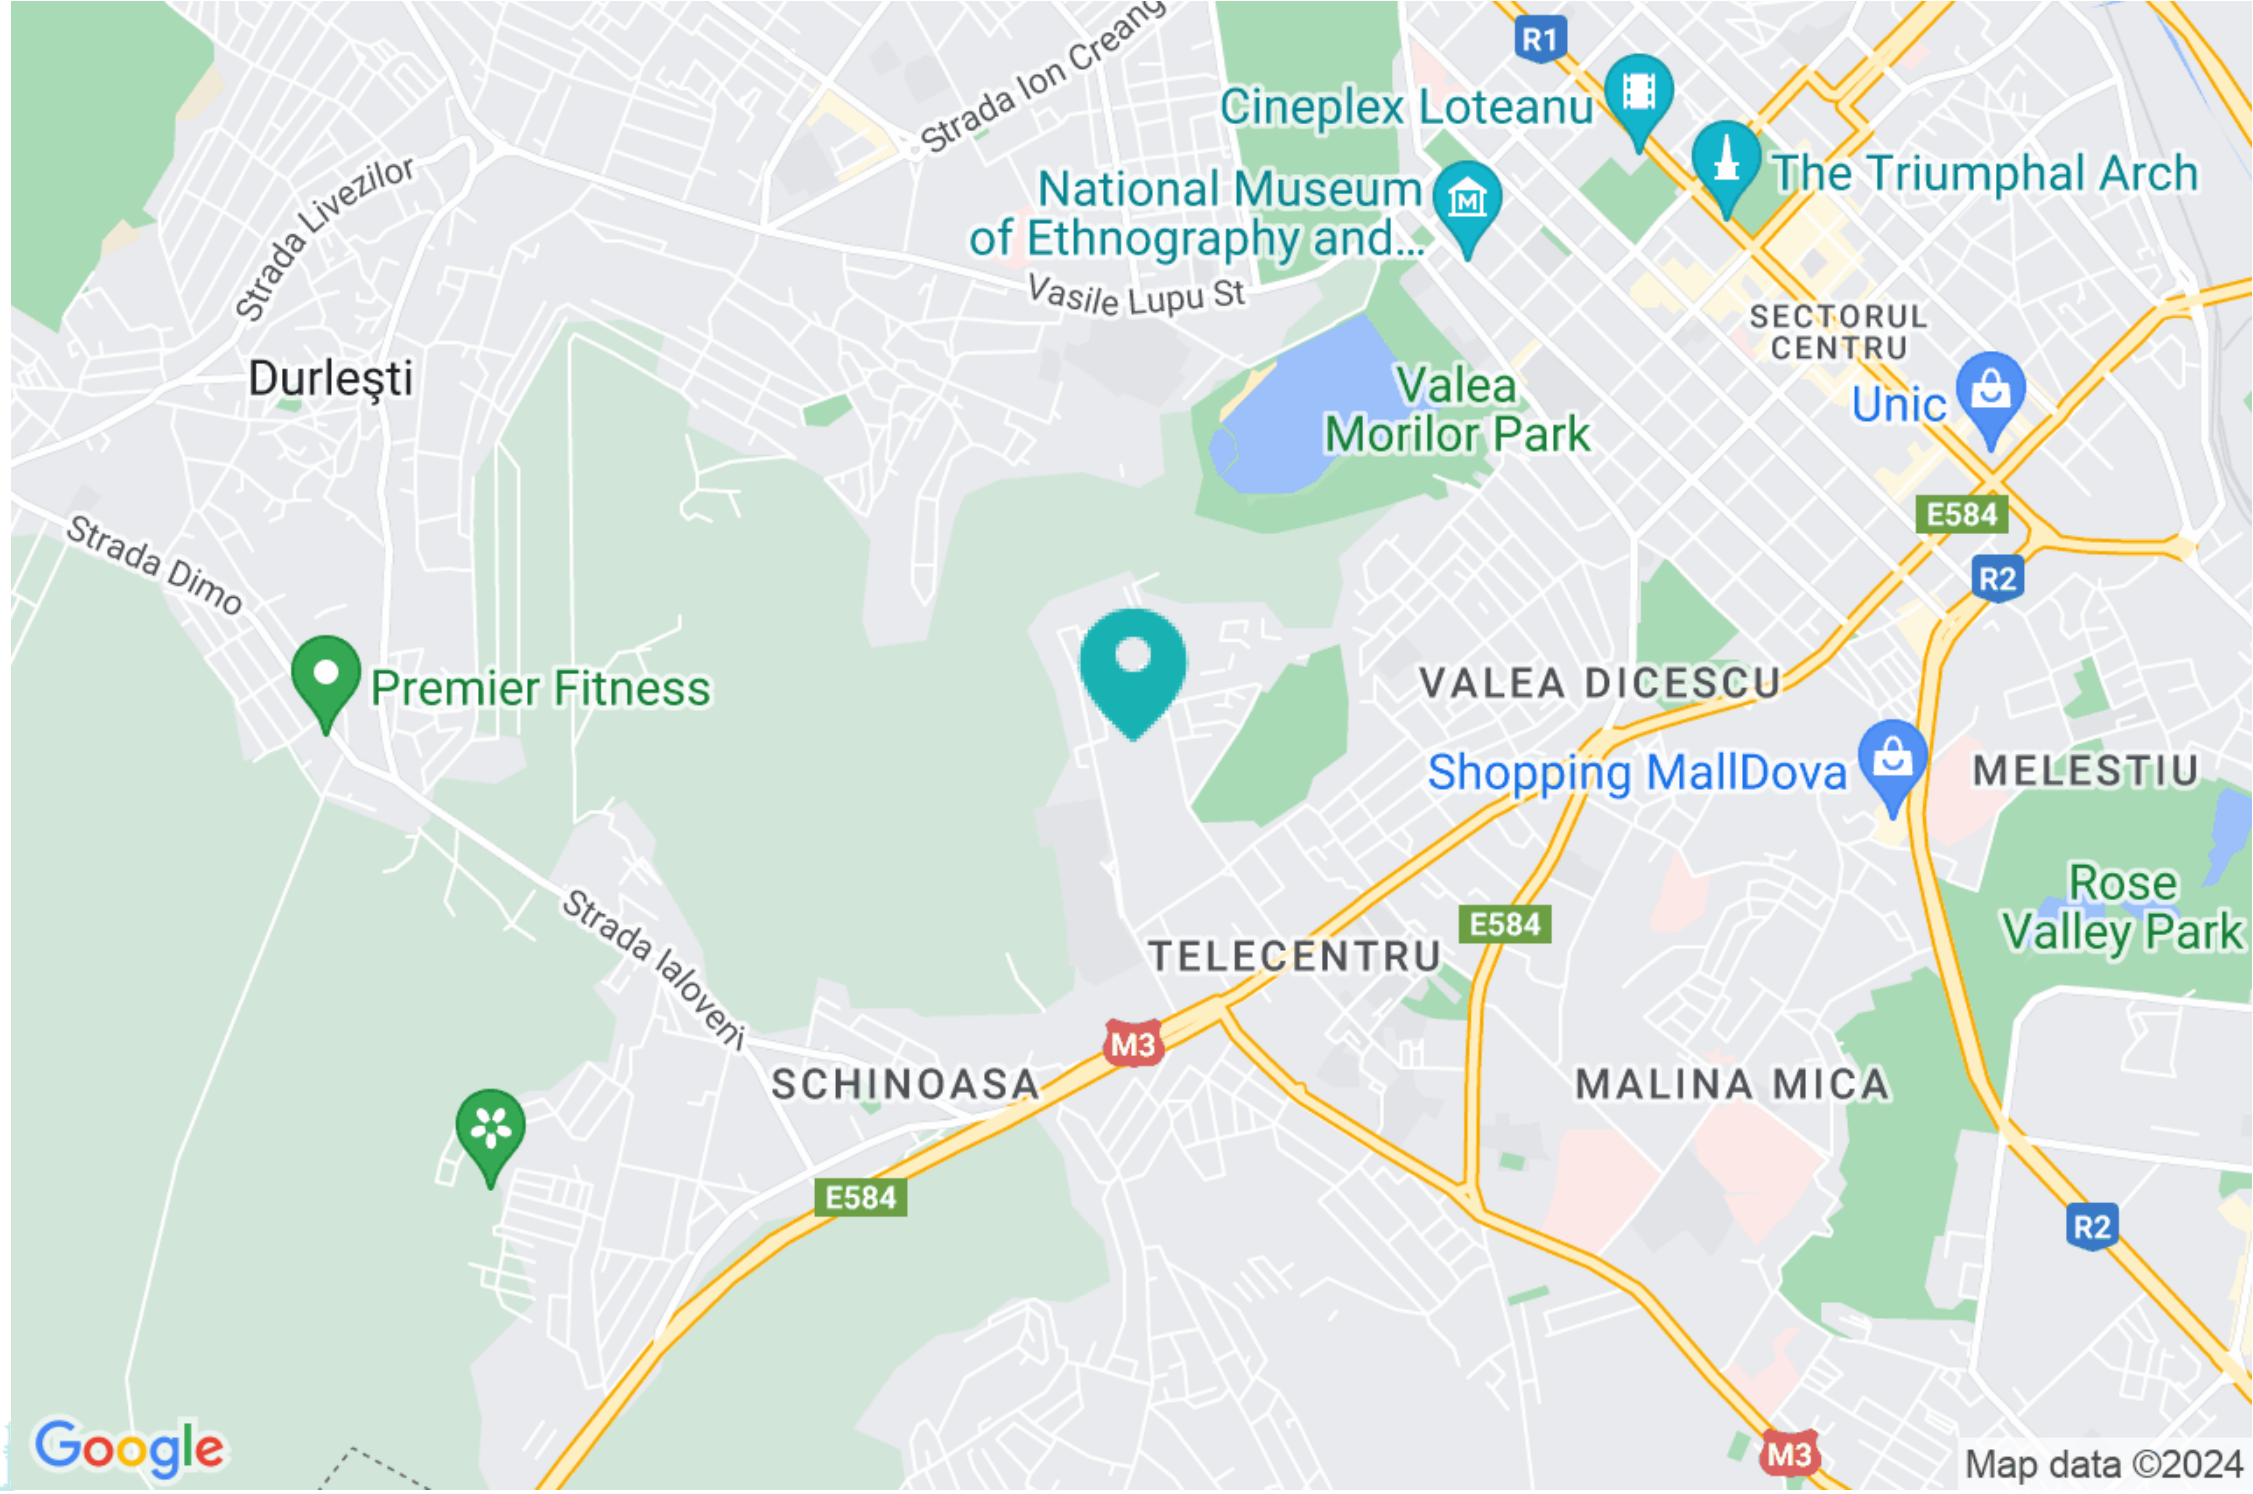 R1
Strada Ion Creang
Cineplex Loteanu
The Triumphal Arch
National Museum
of Ethnography and...
Strada Livezilor
Vasile Lupu St
SECTORUL
CENTRU
Durleşti
Valea
Morilor Park
Unic
E584
Strada Dimo
R2
Premier Fitness
VALEA DICESCU
Shopping MallDova
MELESTIU
Rose
Valley Park
Strada Ialoveni
E584
TELECENTRU
M3
SCHINOASA
MALINA MICA
E584
R2
Google
M3
Map data ©2024